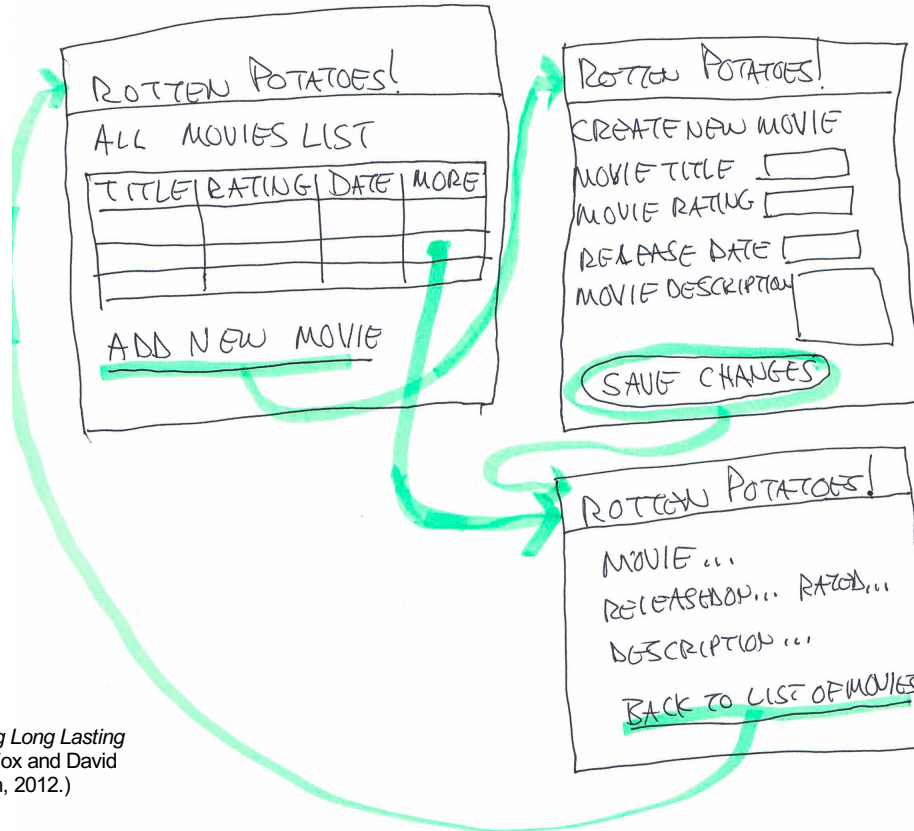 ROTTEN POTATOES!
ALL MOVIES LIST
TITLE RATING DATE MORE
ADD NEW MOVIE
ROTTEN POTATOES!
CREATE NEW MOVIE
MOVIE TITLE
MOVIE RATING
RELEASE DATE
MOVIE DESCRIPTION
SAVE CHANGES
ROTTEN POTATOES!
MOVIE...
RELEASED ON... RATED...
DESCRIPTION...
BACK TO LIST OF MOVIES
g Long Lasting
ox and David
n, 2012.)